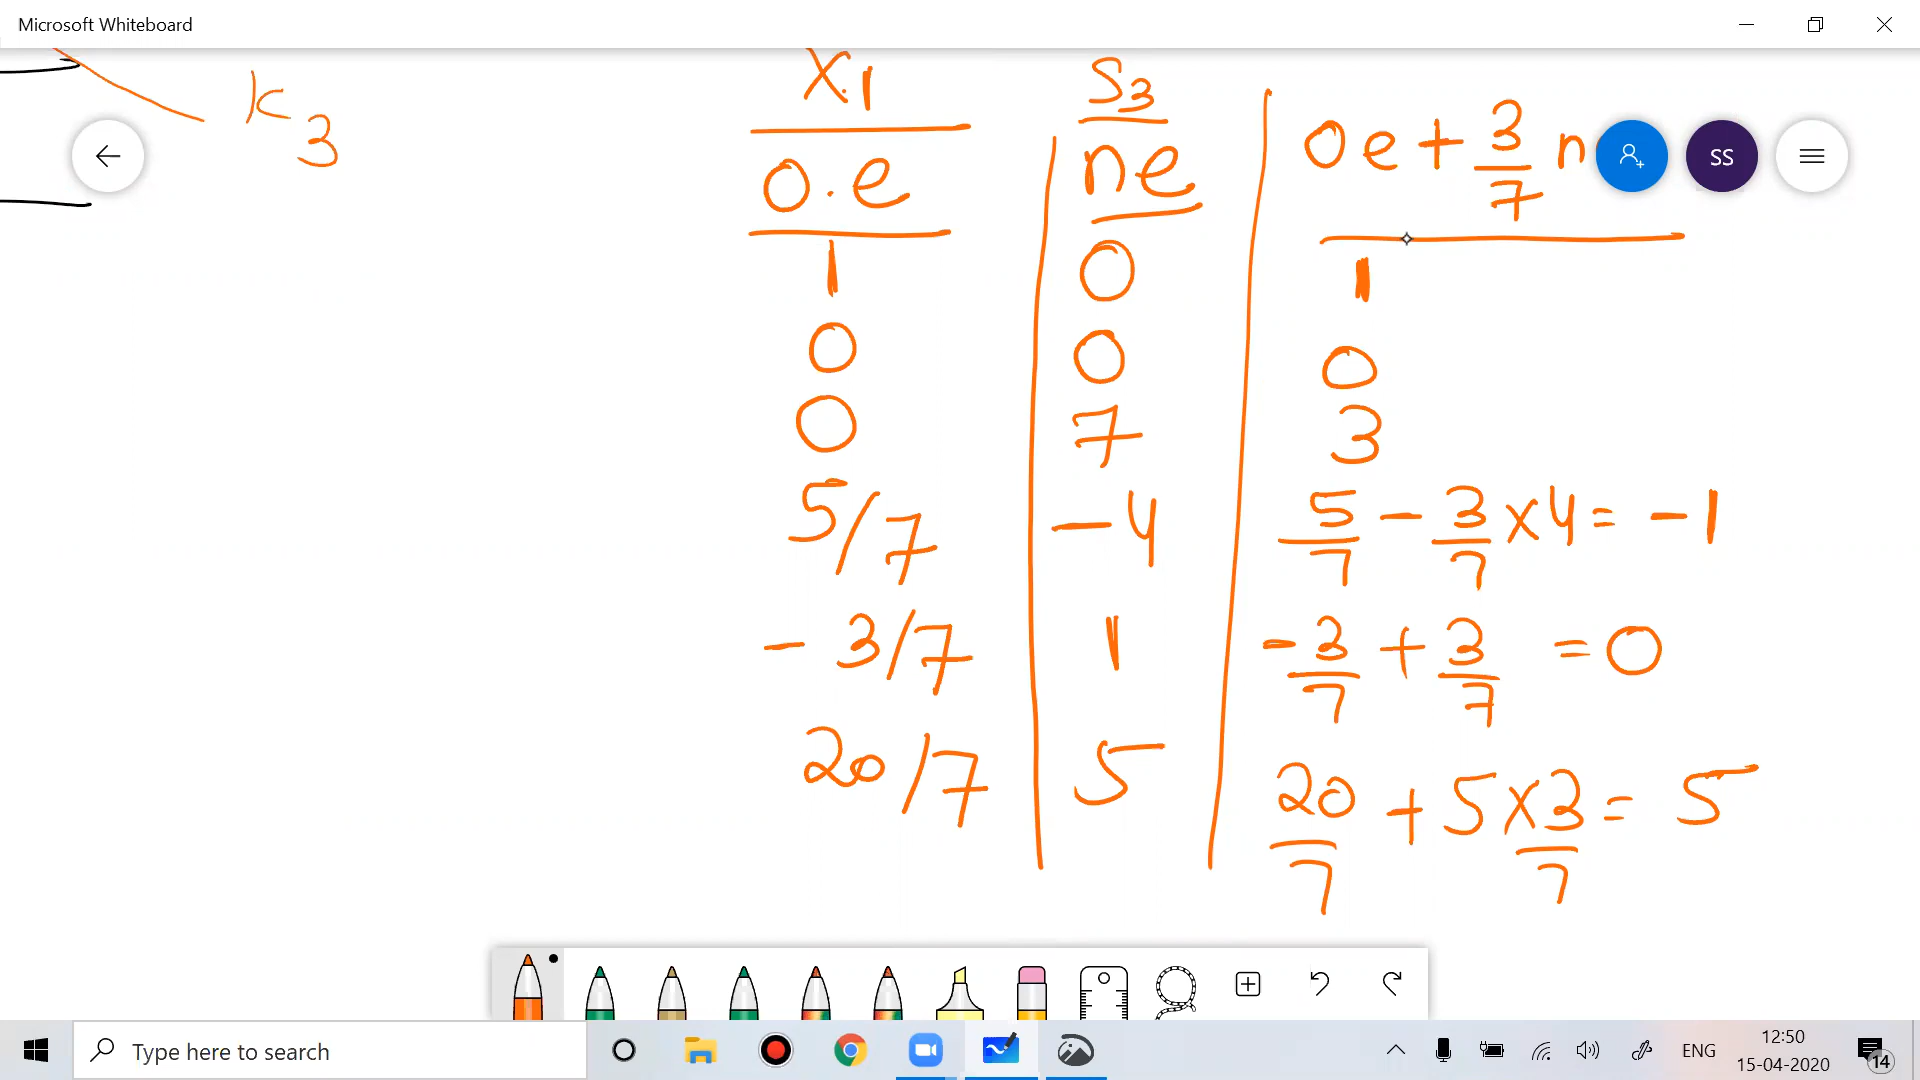 Microsoft Whiteboard
k3
x1 s3
o.e ne oe + 3/7 n
SS
1 0 1
0 0 0
0 7 3
5/7 -4 5/7 - 3/7 x 4 = -1
-3/7 1 -3/7 + 3/7 = 0
20/7 5 20/7 + 5 x 3/7 = 5
Type here to search
ENG
12:50
15-04-2020
14